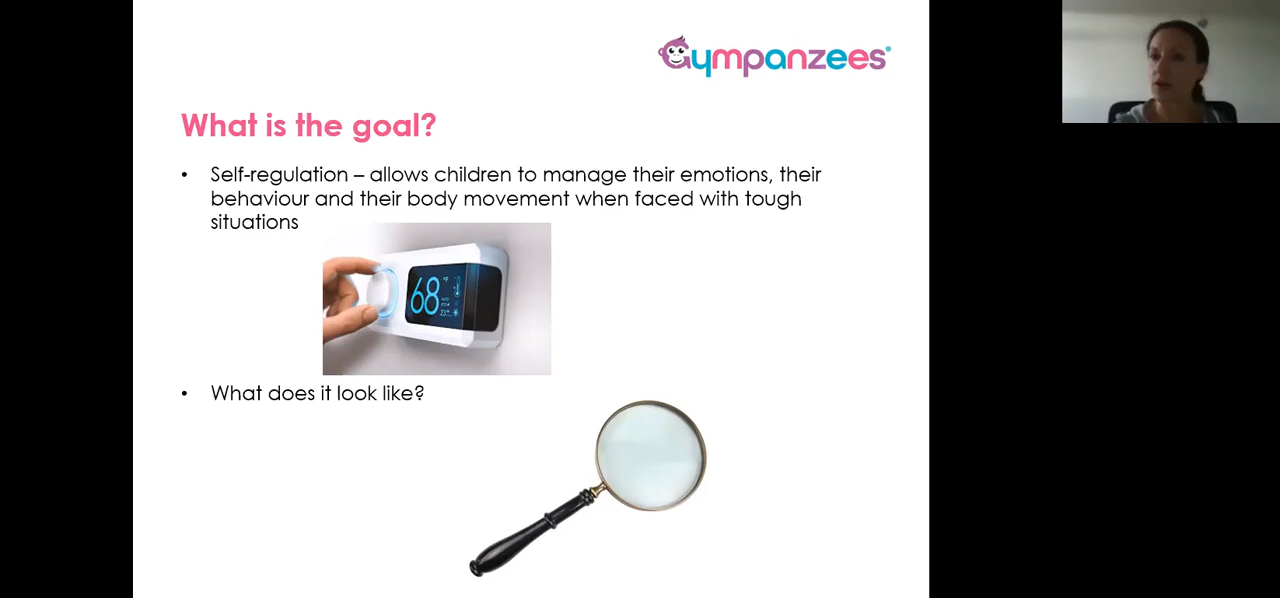 Gympanzees®
What is the goal?
• Self-regulation – allows children to manage their emotions, their
behaviour and their body movement when faced with tough
situations
68 °F
• What does it look like?